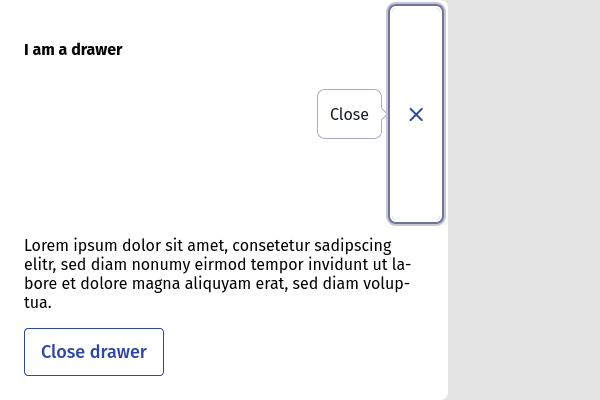 I am a drawer
Close
Lorem ipsum dolor sit amet, consetetur sadipscing
elitr, sed diam nonumy eirmod tempor invidunt ut la-
bore et dolore magna aliquyam erat, sed diam volup-
tua.
Close drawer